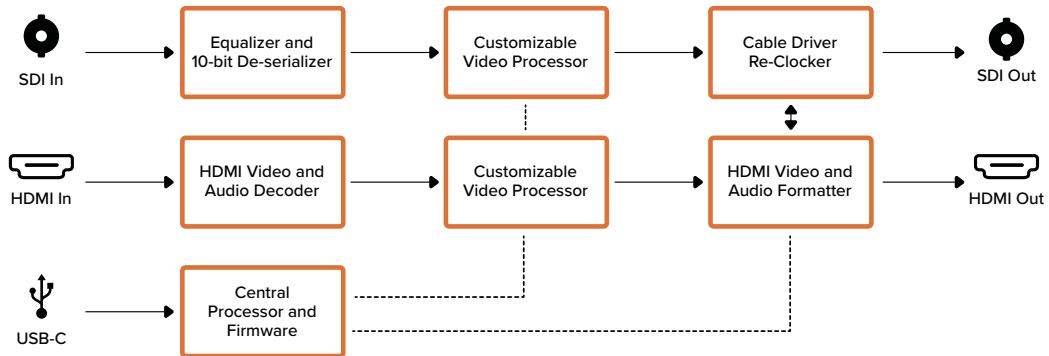 SDI In
Equalizer and
10-bit De-serializer
Customizable
Video Processor
Cable Driver
Re-Clocker
SDI Out
HDMI In
HDMI Video and
Audio Decoder
Customizable
Video Processor
HDMI Video and
Audio Formatter
HDMI Out
USB-C
Central
Processor and
Firmware